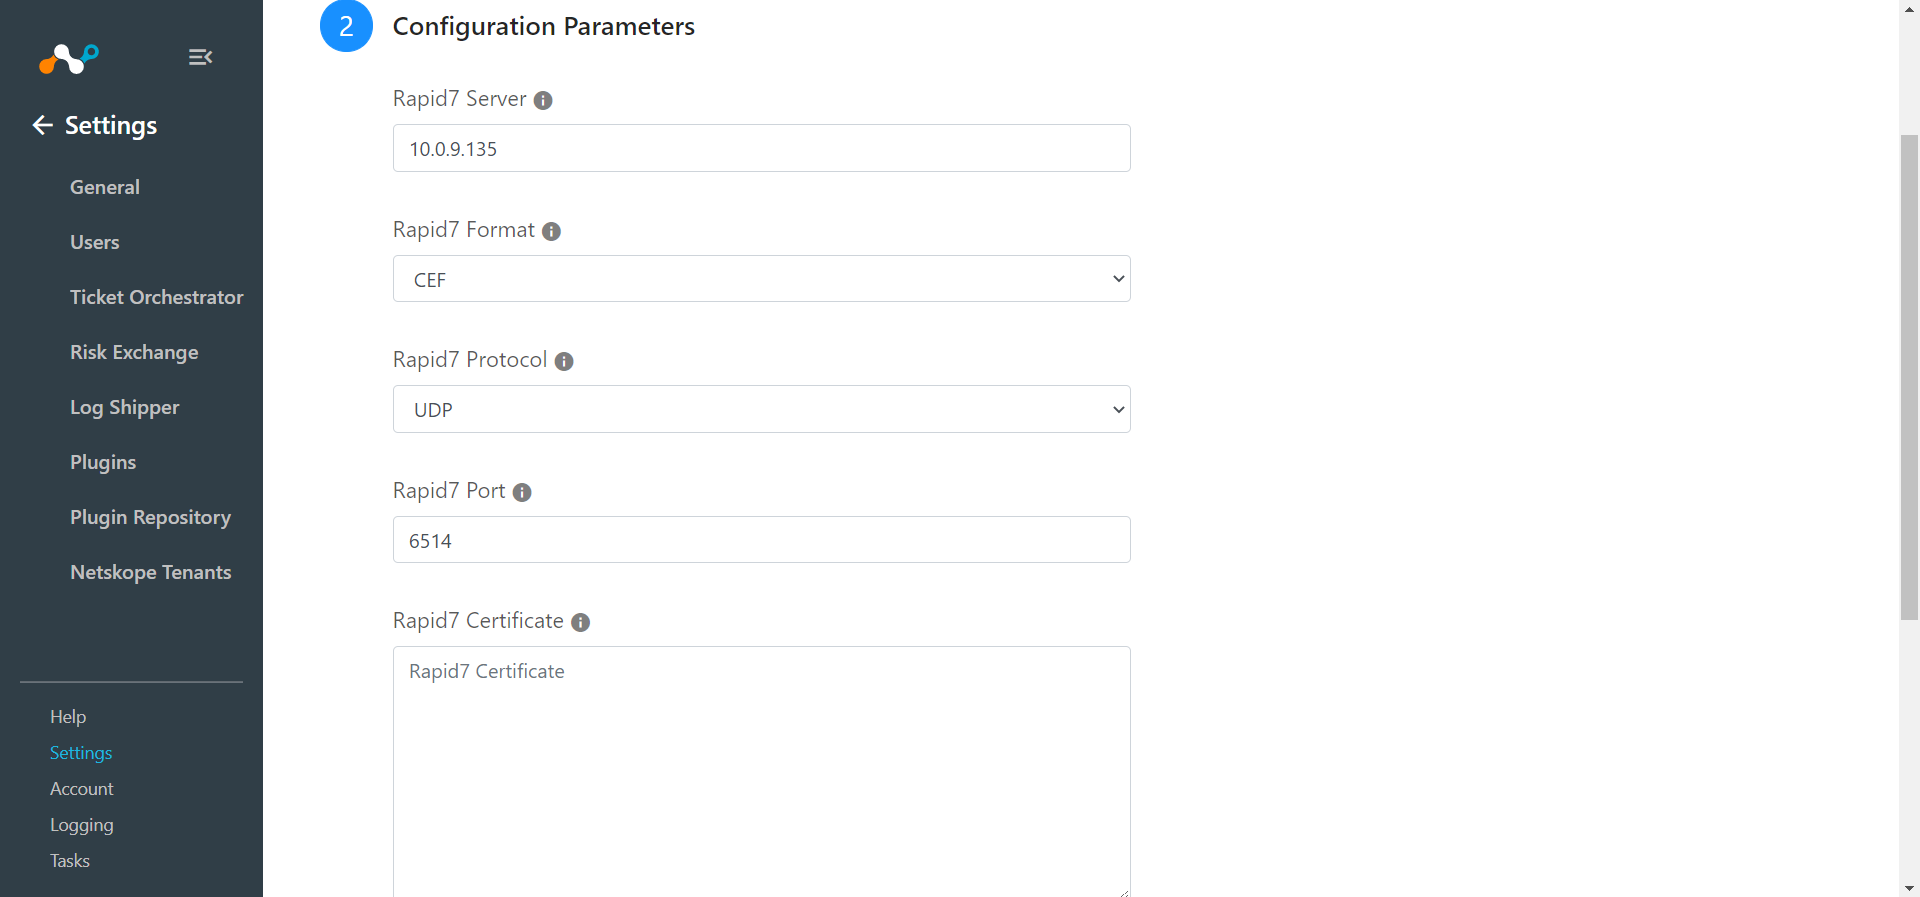 Settings
General
Users
Ticket Orchestrator
Risk Exchange
Log Shipper
Plugins
Plugin Repository
Netskope Tenants
Help
Settings
Account
Logging
Tasks
2 Configuration Parameters
Rapid7 Server
10.0.9.135
Rapid7 Format
CEF
Rapid7 Protocol
UDP
Rapid7 Port
6514
Rapid7 Certificate
Rapid7 Certificate